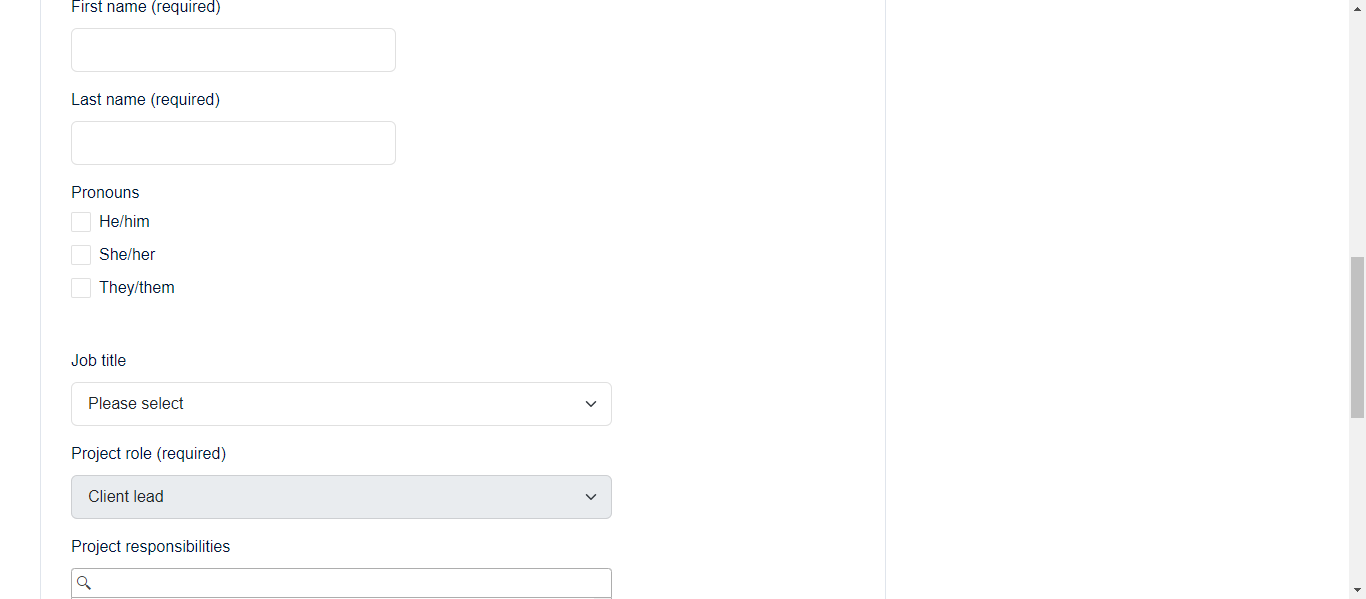 First name (required)
Last name (required)
Pronouns
He/him
She/her
They/them
Job title
Please select
Project role (required)
Client lead
Project responsibilities